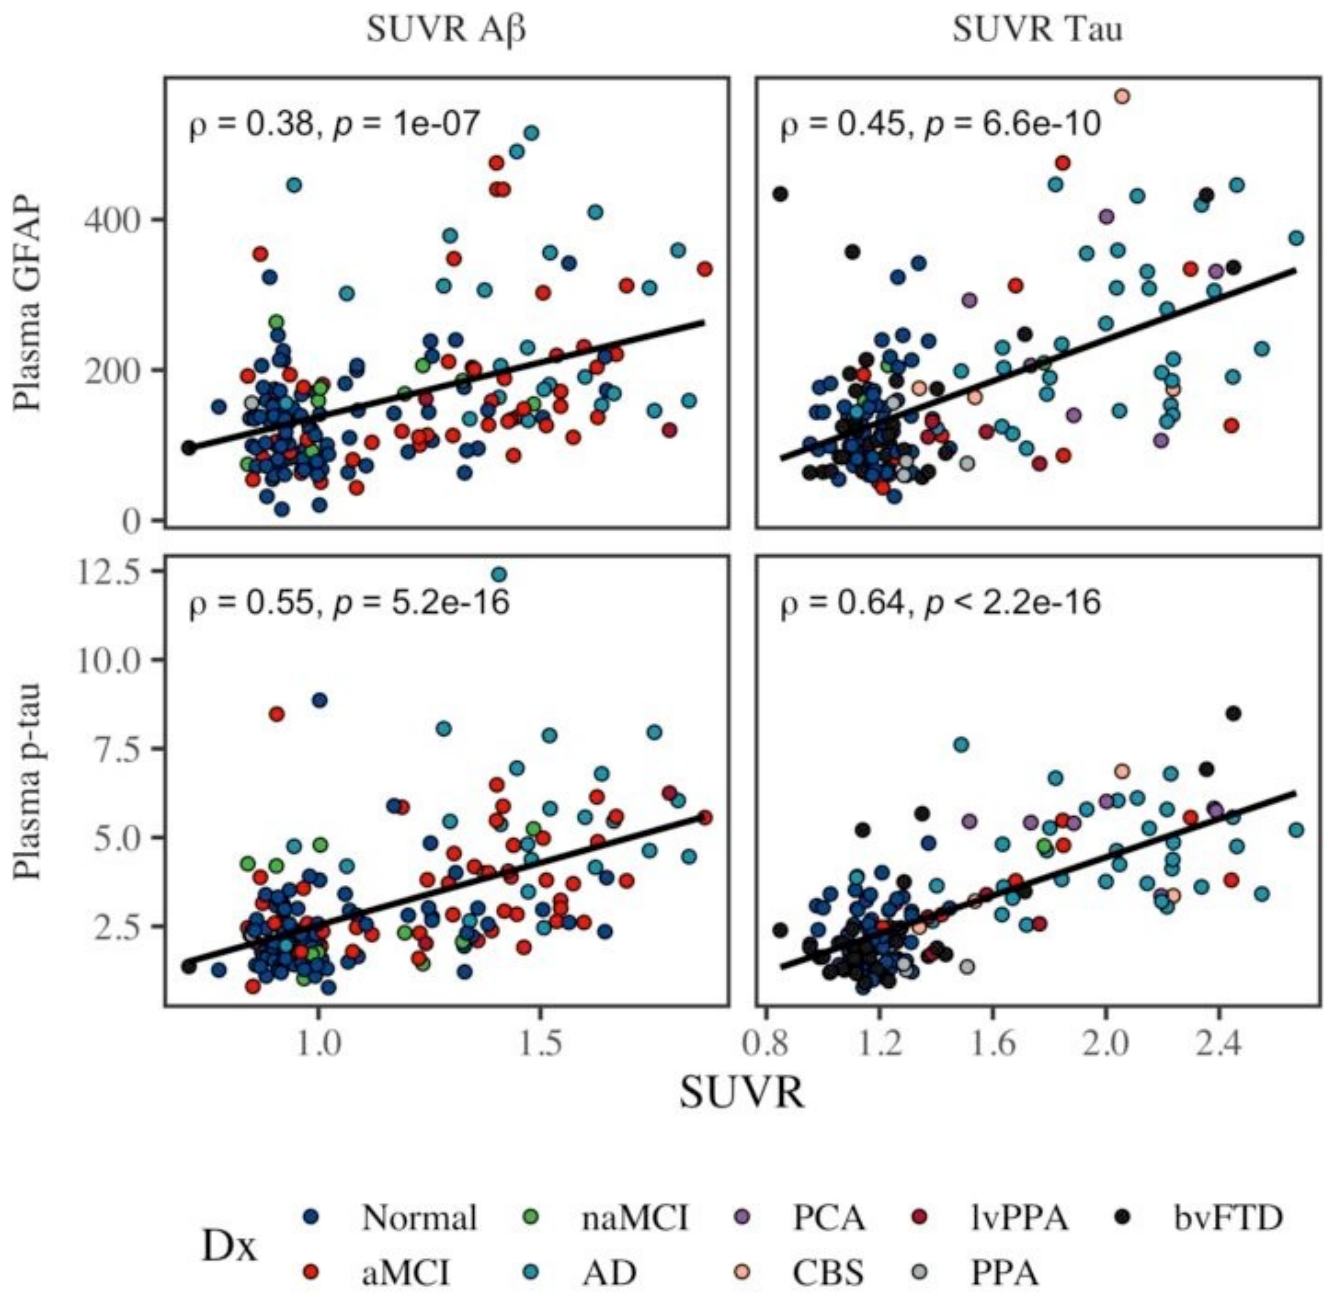 SUVR Aβ
SUVR Tau
ρ = 0.38, p = 1e-07
ρ = 0.45, p = 6.6e-10
Plasma GFAP
400
200
0
ρ = 0.55, p = 5.2e-16
ρ = 0.64, p < 2.2e-16
Plasma p-tau
12.5
10.0
7.5
5.0
2.5
1.0 1.5 0.8 1.2 1.6 2.0 2.4
SUVR
Dx
Normal naMCI PCA lvPPA bvFTD
aMCI AD CBS PPA